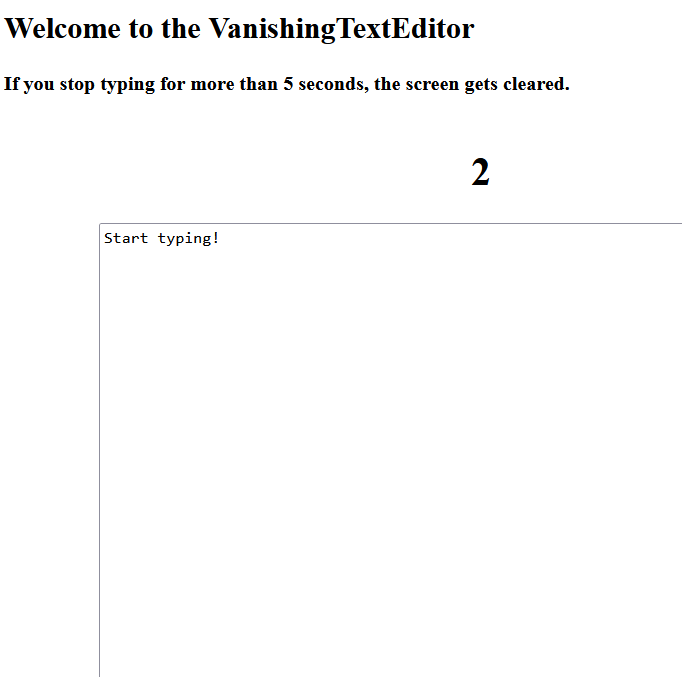 Welcome to the VanishingTextEditor
If you stop typing for more than 5 seconds, the screen gets cleared.
2
Start typing!